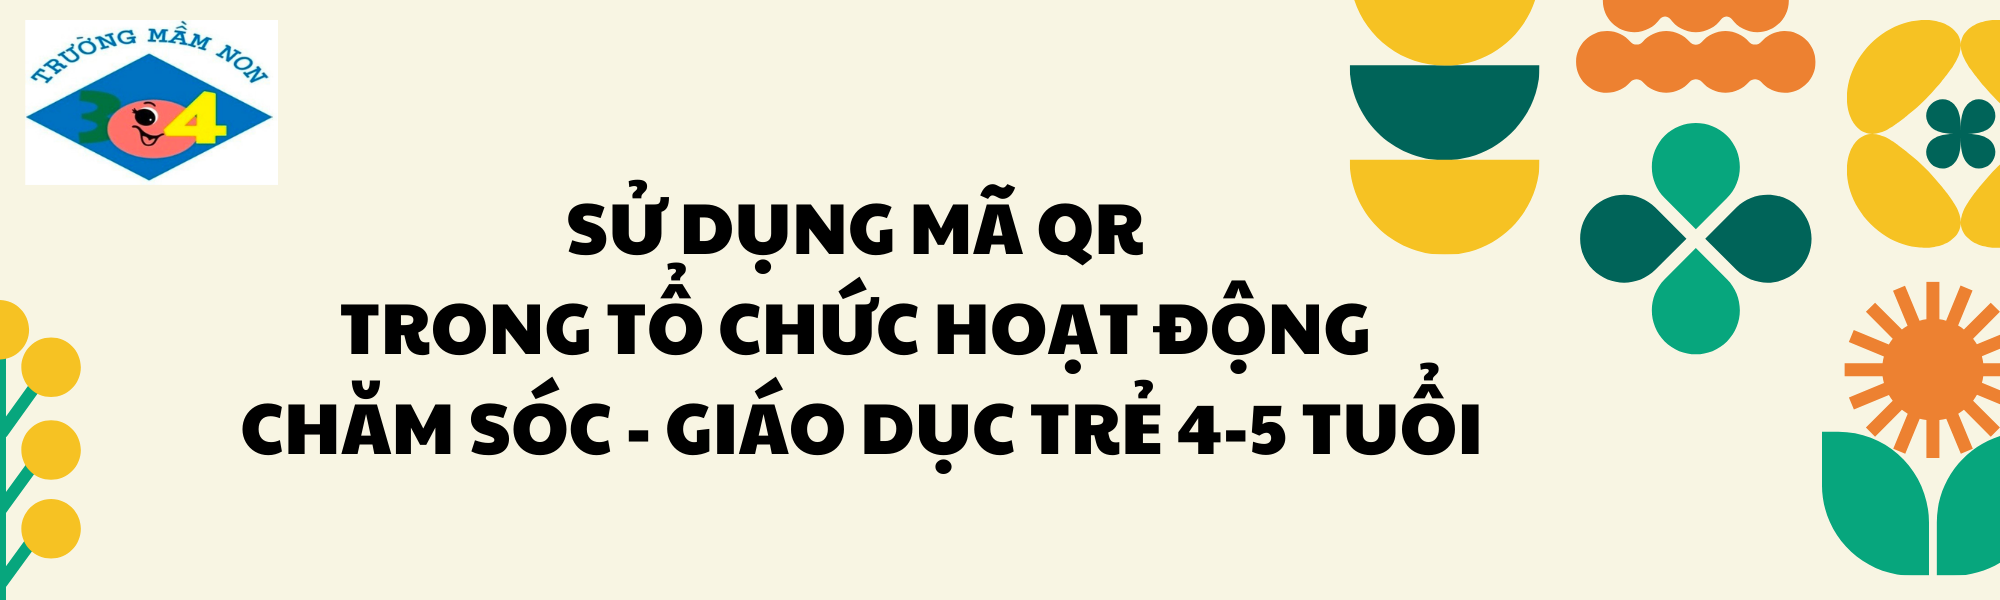 TRƯỜNG MẦM NON
304
SỬ DỤNG MÃ QR
TRONG TỔ CHỨC HOẠT ĐỘNG
CHĂM SÓC - GIÁO DỤC TRẺ 4-5 TUỔI